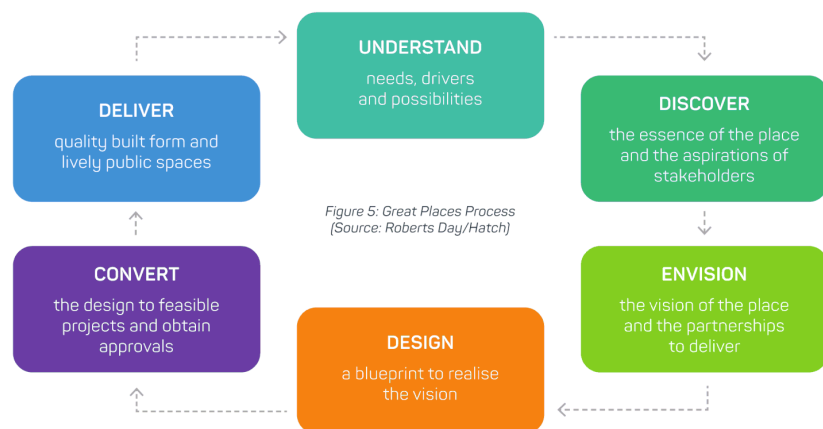 UNDERSTAND
needs, drivers
and possibilities
DISCOVER
the essence of the place
and the aspirations of
stakeholders
ENVISION
the vision of the place
and the partnerships
to deliver
DESIGN
a blueprint to realise
the vision
CONVERT
the design to feasible
projects and obtain
approvals
DELIVER
quality built form and
lively public spaces
Figure 5: Great Places Process
(Source: Roberts Day/Hatch)